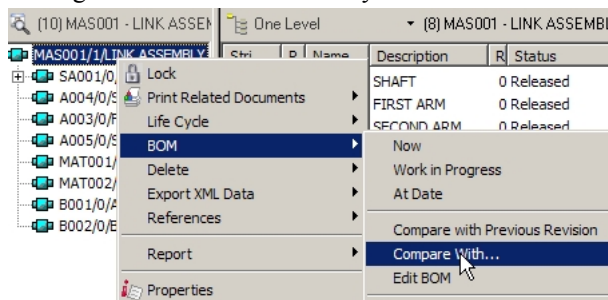 (10) MAS001 - LINK ASSEM
One Level
(8) MAS001 - LINK ASSEMBL
MAS001/1/LINK ASSEMBLY
SA001/0
A004/0/S
A003/0/F
A005/0/S
MAT001/
MAT002/
B001/0/A
B002/0/B
Stri R Name Description R Status
SHAFT 0 Released
FIRST ARM 0 Released
SECOND ARM 0 Released
Lock
Print Related Documents
Life Cycle
BOM
Delete
Export XML Data
References
Report
Properties
Now
Work in Progress
At Date
Compare with Previous Revision
Compare With...
Edit BOM